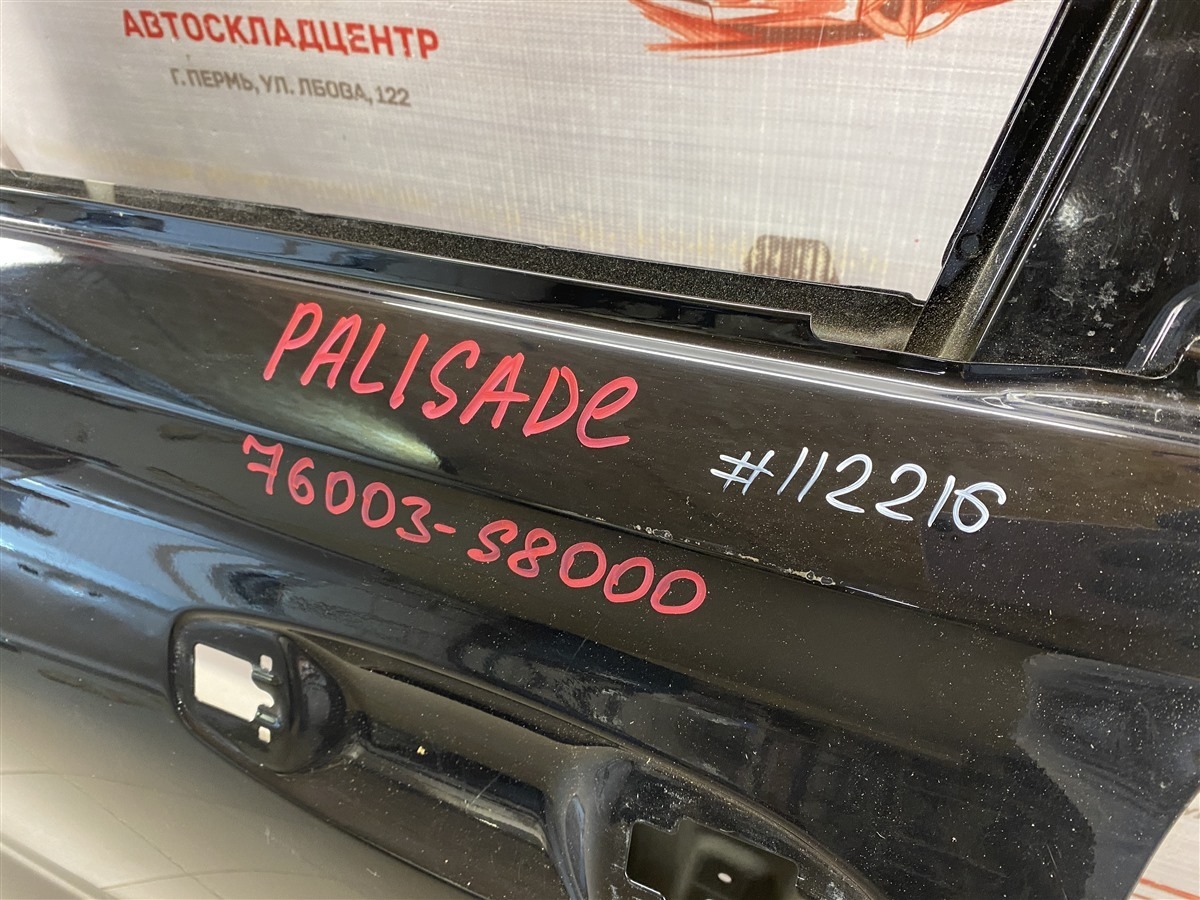 АВТОСКЛАДЦЕНТР
Г. ПЕРМЬ, УЛ. ЛБОВА, 122
PALISADe
76003-S8000
#112216